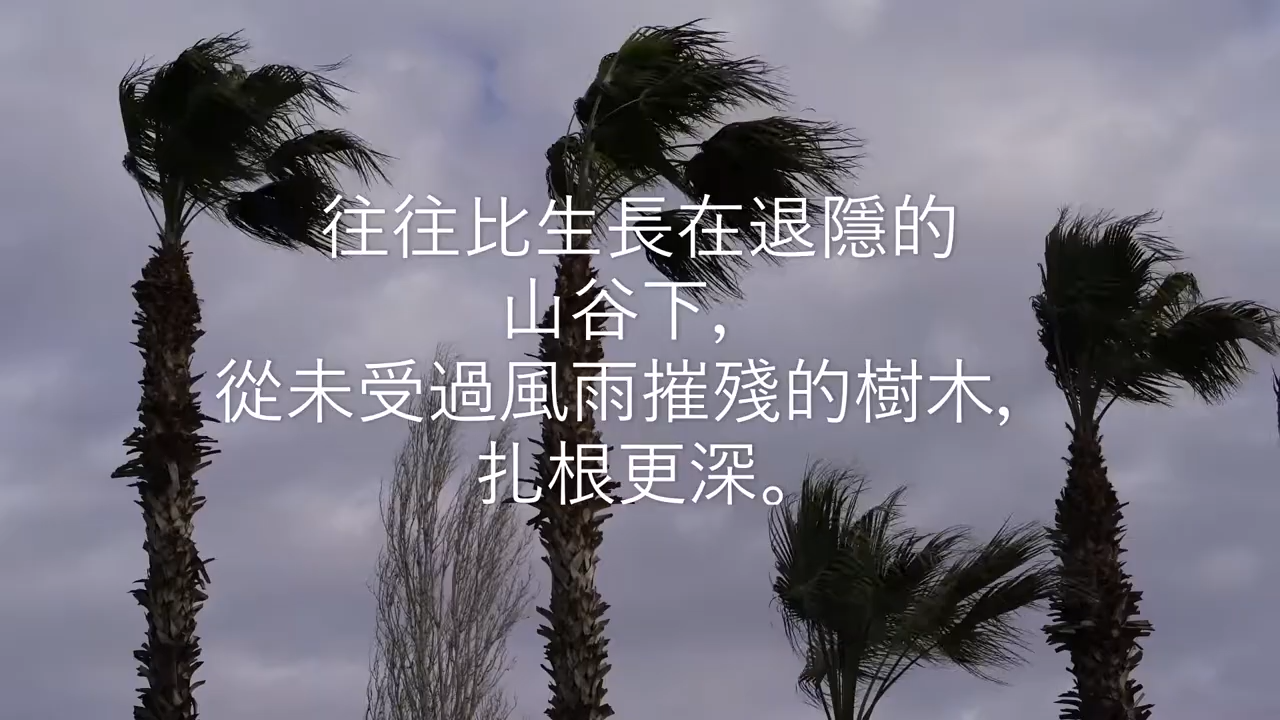 往往比生長在退隱的
山谷下,
從未受過風雨摧殘的樹木,
扎根更深。